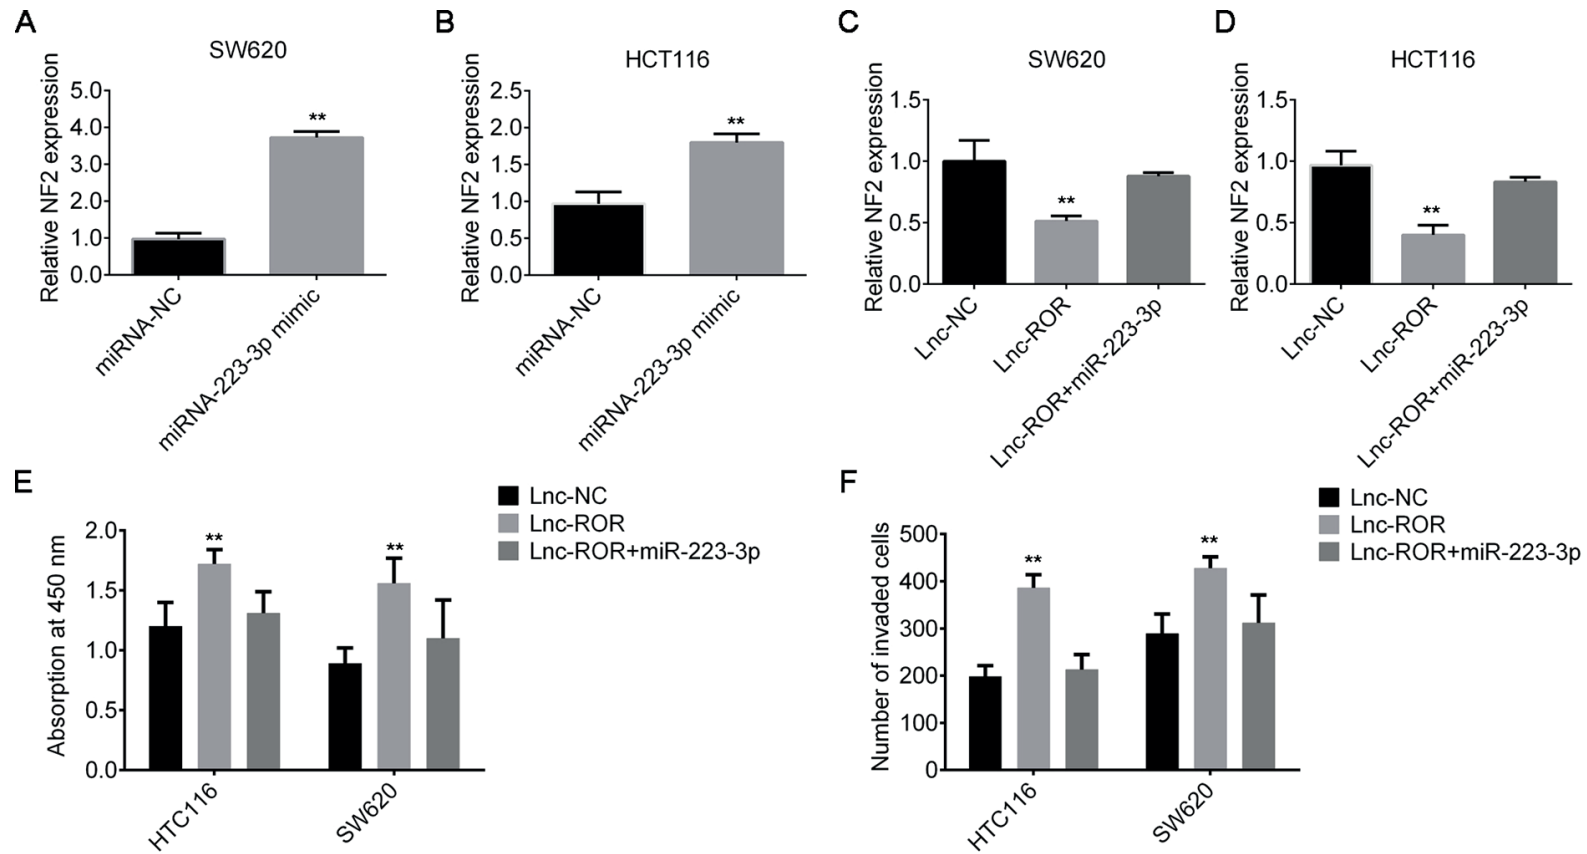 A
SW620
Relative NF2 expression
5.0
4.0
3.0
2.0
1.0
0.0
**
miRNA-NC
miRNA-223-3p mimic
B
HCT116
Relative NF2 expression
2.5
2.0
1.5
1.0
0.5
0.0
**
miRNA-NC
miRNA-223-3p mimic
C
SW620
Relative NF2 expression
1.5
1.0
0.5
0.0
**
Lnc-NC
Lnc-ROR
Lnc-ROR+miR-223-3p
D
HCT116
Relative NF2 expression
1.5
1.0
0.5
0.0
**
Lnc-NC
Lnc-ROR
Lnc-ROR+miR-223-3p
E
Lnc-NC
Lnc-ROR
Lnc-ROR+miR-223-3p
Absorption at 450 nm
2.0
1.5
1.0
0.5
0.0
**
**
HTC116
SW620
F
Lnc-NC
Lnc-ROR
Lnc-ROR+miR-223-3p
Number of invaded cells
500
400
300
200
100
0
**
**
HTC116
SW620